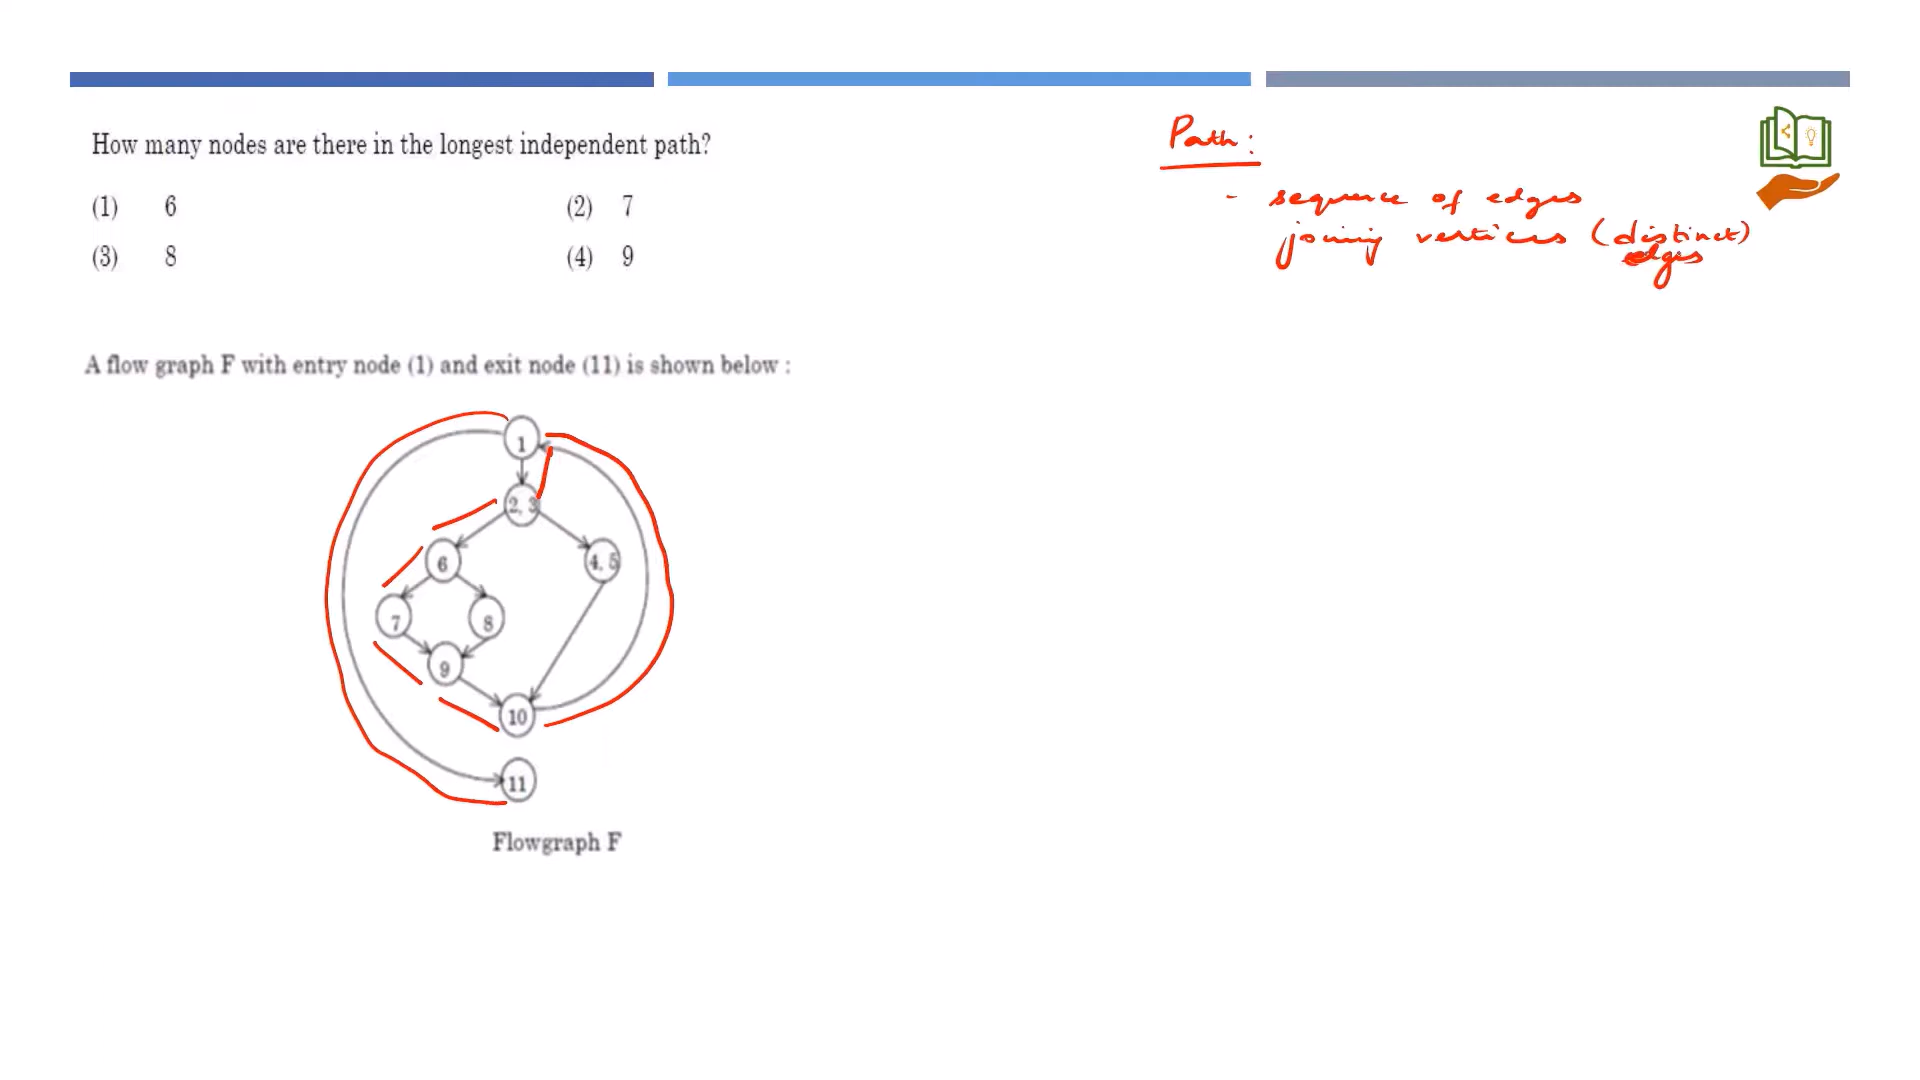 How many nodes are there in the longest independent path?
(1) 6 (2) 7
(3) 8 (4) 9
Path:
- sequence of edges
joining vertices (distinct)
edges
A flow graph F with entry node (1) and exit node (11) is shown below :
1
2, 3
6 4, 5
7 8
9
10
11
Flowgraph F